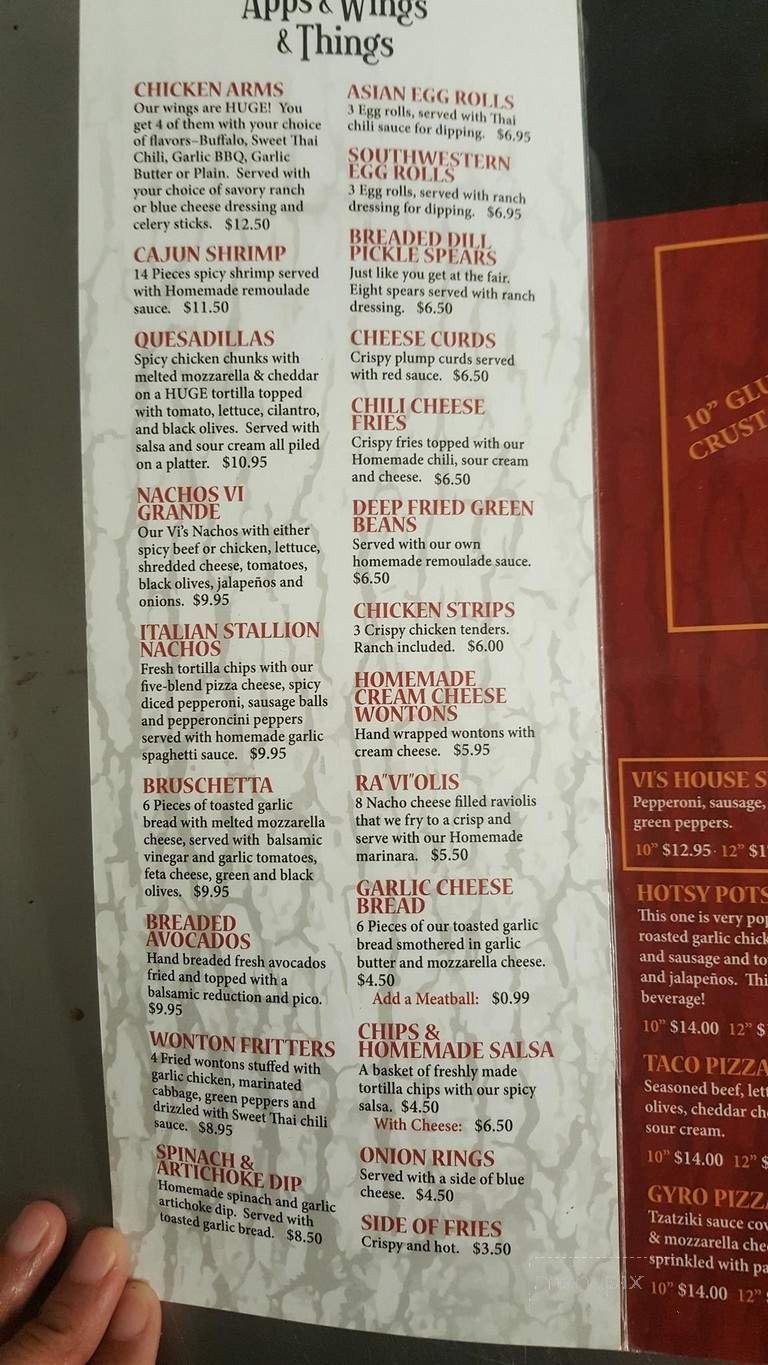 Apps & Wings
& Things
CHICKEN ARMS
Our wings are HUGE! You
get 4 of them with your choice
of flavors–Buffalo, Sweet Thai
Chili, Garlic BBQ, Garlic
Butter or Plain. Served with
your choice of savory ranch
or blue cheese dressing and
celery sticks. $12.50
CAJUN SHRIMP
14 Pieces spicy shrimp served
with Homemade remoulade
sauce. $11.50
QUESADILLAS
Spicy chicken chunks with
melted mozzarella & cheddar
on a HUGE tortilla topped
with tomato, lettuce, cilantro,
and black olives. Served with
salsa and sour cream all piled
on a platter. $10.95
NACHOS VI
GRANDE
Our Vi's Nachos with either
spicy beef or chicken, lettuce,
shredded cheese, tomatoes,
black olives, jalapeños and
onions. $9.95
ITALIAN STALLION
NACHOS
Fresh tortilla chips with our
five-blend pizza cheese, spicy
diced pepperoni, sausage balls
and pepperoncini peppers
served with homemade garlic
spaghetti sauce. $9.95
BRUSCHETTA
6 Pieces of toasted garlic
bread with melted mozzarella
cheese, served with balsamic
vinegar and garlic tomatoes,
feta cheese, green and black
olives. $9.95
BREADED
AVOCADOS
Hand breaded fresh avocados
fried and topped with a
balsamic reduction and pico.
$9.95
WONTON FRITTERS
4 Fried wontons stuffed with
garlic chicken, marinated
cabbage, green peppers and
drizzled with Sweet Thai chili
sauce. $8.95
SPINACH &
ARTICHOKE DIP
Homemade spinach and garlic
artichoke dip. Served with
toasted garlic bread. $8.50
ASIAN EGG ROLLS
3 Egg rolls, served with Thai
chili sauce for dipping. $6.95
SOUTHWESTERN
EGG ROLLS
3 Egg rolls, served with ranch
dressing for dipping. $6.95
BREADED DILL
PICKLE SPEARS
Just like you get at the fair.
Eight spears served with ranch
dressing. $6.50
CHEESE CURDS
Crispy plump curds served
with red sauce. $6.50
CHILI CHEESE
FRIES
Crispy fries topped with our
Homemade chili, sour cream
and cheese. $6.50
DEEP FRIED GREEN
BEANS
Served with our own
homemade remoulade sauce.
$6.50
CHICKEN STRIPS
3 Crispy chicken tenders.
Ranch included. $6.00
HOMEMADE
CREAM CHEESE
WONTONS
Hand wrapped wontons with
cream cheese. $5.95
RA"VI"OLIS
8 Nacho cheese filled raviolis
that we fry to a crisp and
serve with our Homemade
marinara. $5.50
GARLIC CHEESE
BREAD
6 Pieces of our toasted garlic
bread smothered in garlic
butter and mozzarella cheese.
$4.50
Add a Meatball: $0.99
CHIPS &
HOMEMADE SALSA
A basket of freshly made
tortilla chips with our spicy
salsa. $4.50
With Cheese: $6.50
ONION RINGS
Served with a side of blue
cheese. $4.50
SIDE OF FRIES
Crispy and hot. $3.50
10" GLU
CRUST
VI'S HOUSE S
Pepperoni, sausage,
green peppers.
10" $12.95 · 12" $1
HOTSY POTS
This one is very pop
roasted garlic chick
and sausage and to
and jalapeños. Thi
beverage!
10" $14.00 12" $
TACO PIZZA
Seasoned beef, lett
olives, cheddar ch
sour cream.
10" $14.00 12" $
GYRO PIZZA
Tzatziki sauce cov
& mozzarella che
sprinkled with pa
10" $14.00 12"